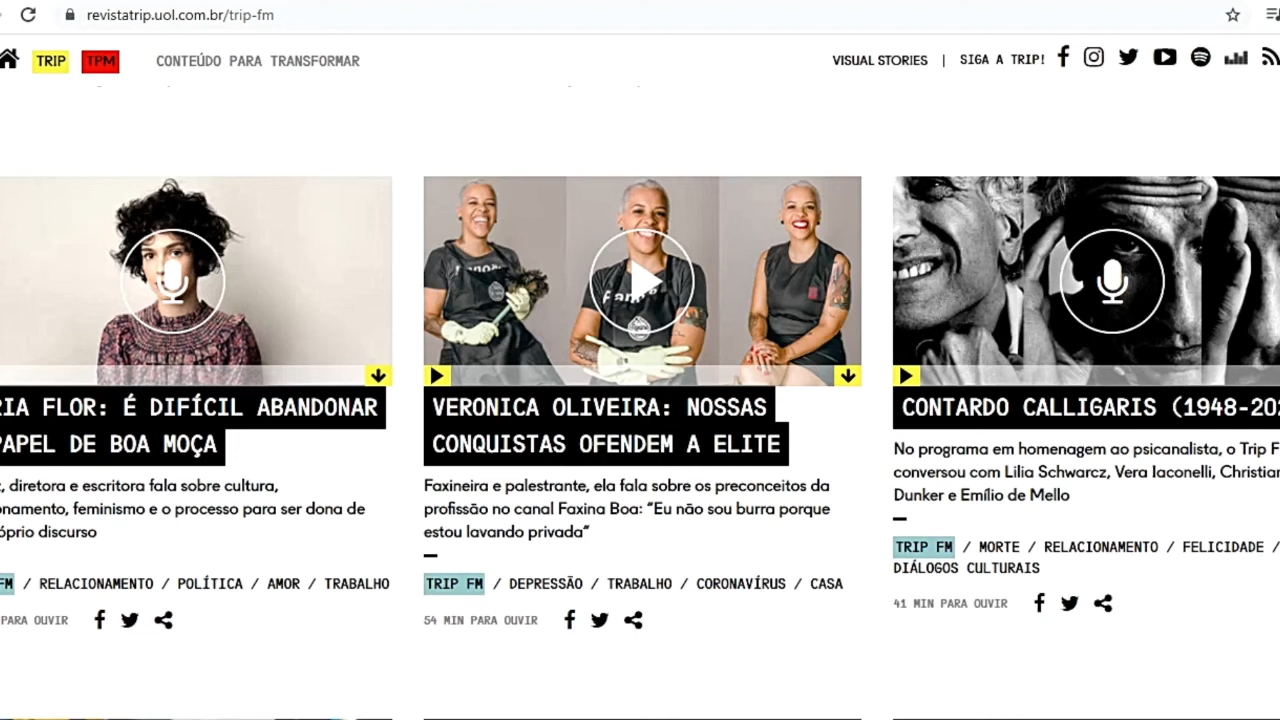 revistatrip.uol.com.br/trip-fm
TRIP TPM CONTEÚDO PARA TRANSFORMAR VISUAL STORIES | SIGA A TRIP!
RIA FLOR: É DIFÍCIL ABANDONAR
PAPEL DE BOA MOÇA
, diretora e escritora fala sobre cultura,
onamento, feminismo e o processo para ser dona de
óprio discurso
FM / RELACIONAMENTO / POLÍTICA / AMOR / TRABALHO
PARA OUVIR
VERONICA OLIVEIRA: NOSSAS
CONQUISTAS OFENDEM A ELITE
Faxineira e palestrante, ela fala sobre os preconceitos da
profissão no canal Faxina Boa: “Eu não sou burra porque
estou lavando privada”
TRIP FM / DEPRESSÃO / TRABALHO / CORONAVÍRUS / CASA
54 MIN PARA OUVIR
CONTARDO CALLIGARIS (1948-20
No programa em homenagem ao psicanalista, o Trip F
conversou com Lilia Schwarcz, Vera Iaconelli, Christian
Dunker e Emílio de Mello
TRIP FM / MORTE / RELACIONAMENTO / FELICIDADE /
DIÁLOGOS CULTURAIS
41 MIN PARA OUVIR